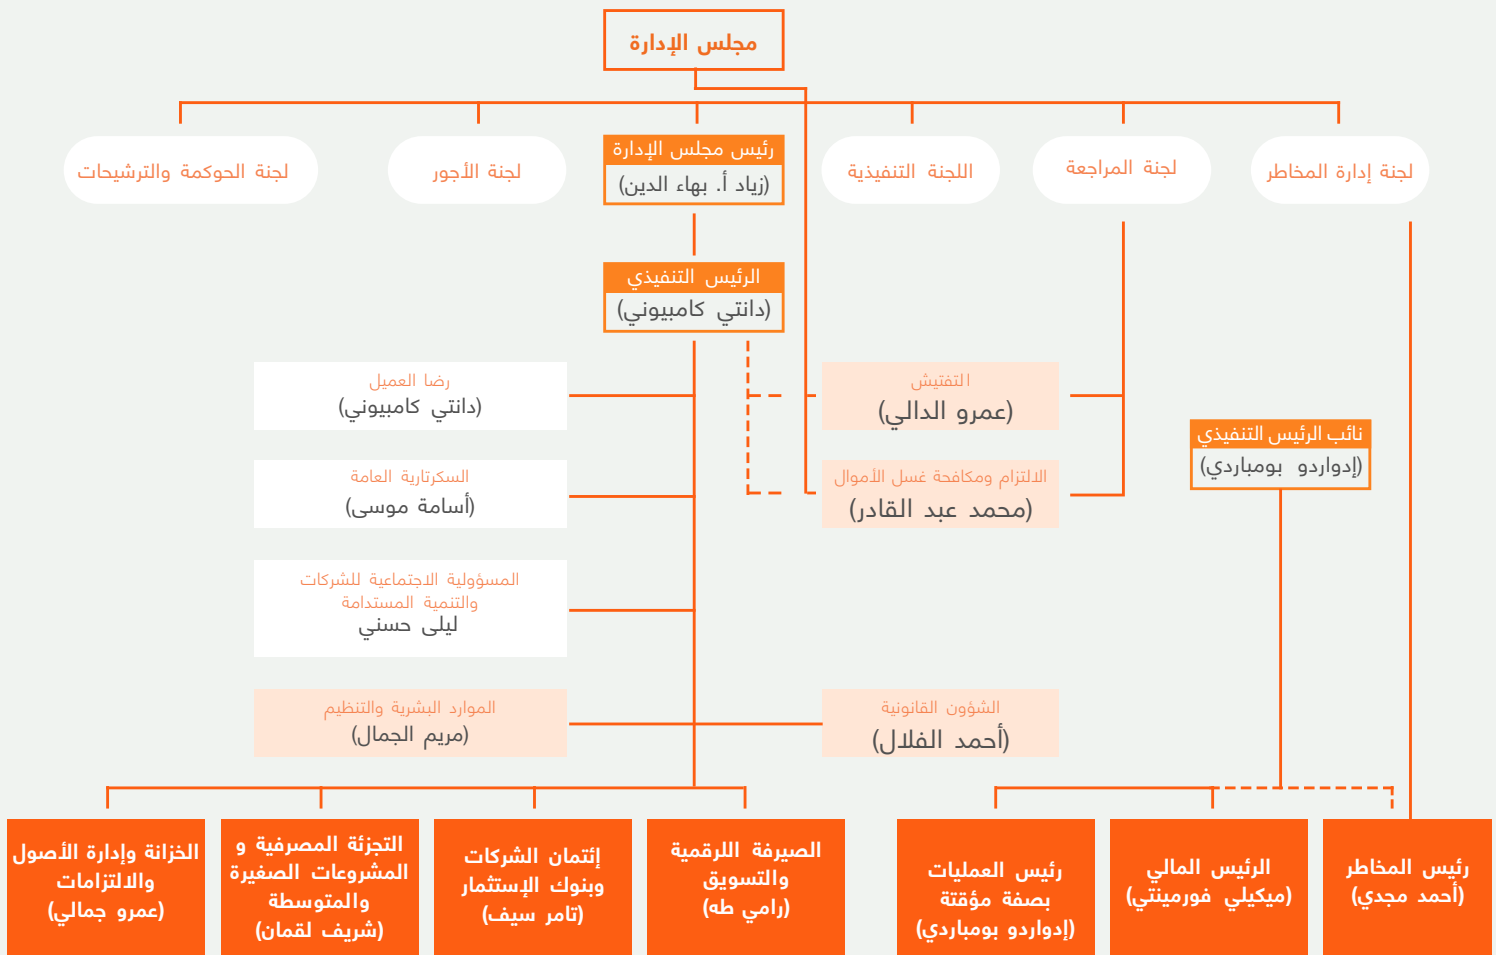 مجلس الإدارة
لجنة إدارة المخاطر
لجنة المراجعة
اللجنة التنفيذية
رئيس مجلس الإدارة
(زياد أ. بهاء الدين)
لجنة الأجور
لجنة الحوكمة والترشيحات
الرئيس التنفيذي
(دانتي كامبيوني)
التفتيش
(عمرو الدالي)
رضا العميل
(دانتي كامبيوني)
نائب الرئيس التنفيذي
(إدواردو بومباردي)
الالتزام ومكافحة غسل الأموال
(محمد عبد القادر)
السكرتارية العامة
(أسامة موسى)
المسؤولية الاجتماعية للشركات
والتنمية المستدامة
ليلى حسني
الشؤون القانونية
(أحمد الفلال)
الموارد البشرية والتنظيم
(مريم الجمال)
رئيس المخاطر
(أحمد مجدي)
الرئيس المالي
(ميكيلي فورمينتي)
رئيس العمليات
بصفة مؤقتة
(إدواردو بومباردي)
الصيرفة اللرقمية
والتسويق
(رامي طه)
إئتمان الشركات
وبنوك الإستثمار
(تامر سيف)
التجزئة المصرفية و
المشروعات الصغيرة
والمتوسطة
(شريف لقمان)
الخزانة وإدارة الأصول
والالتزامات
(عمرو جمالي)